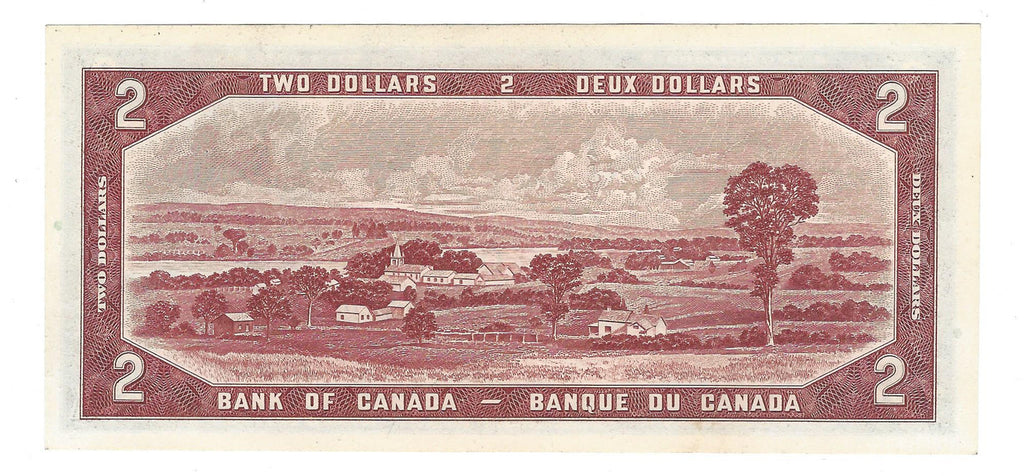 2 TWO DOLLARS 2 DEUX DOLLARS 2
TWO DOLLARS
DEUX DOLLARS
2 BANK OF CANADA – BANQUE DU CANADA 2